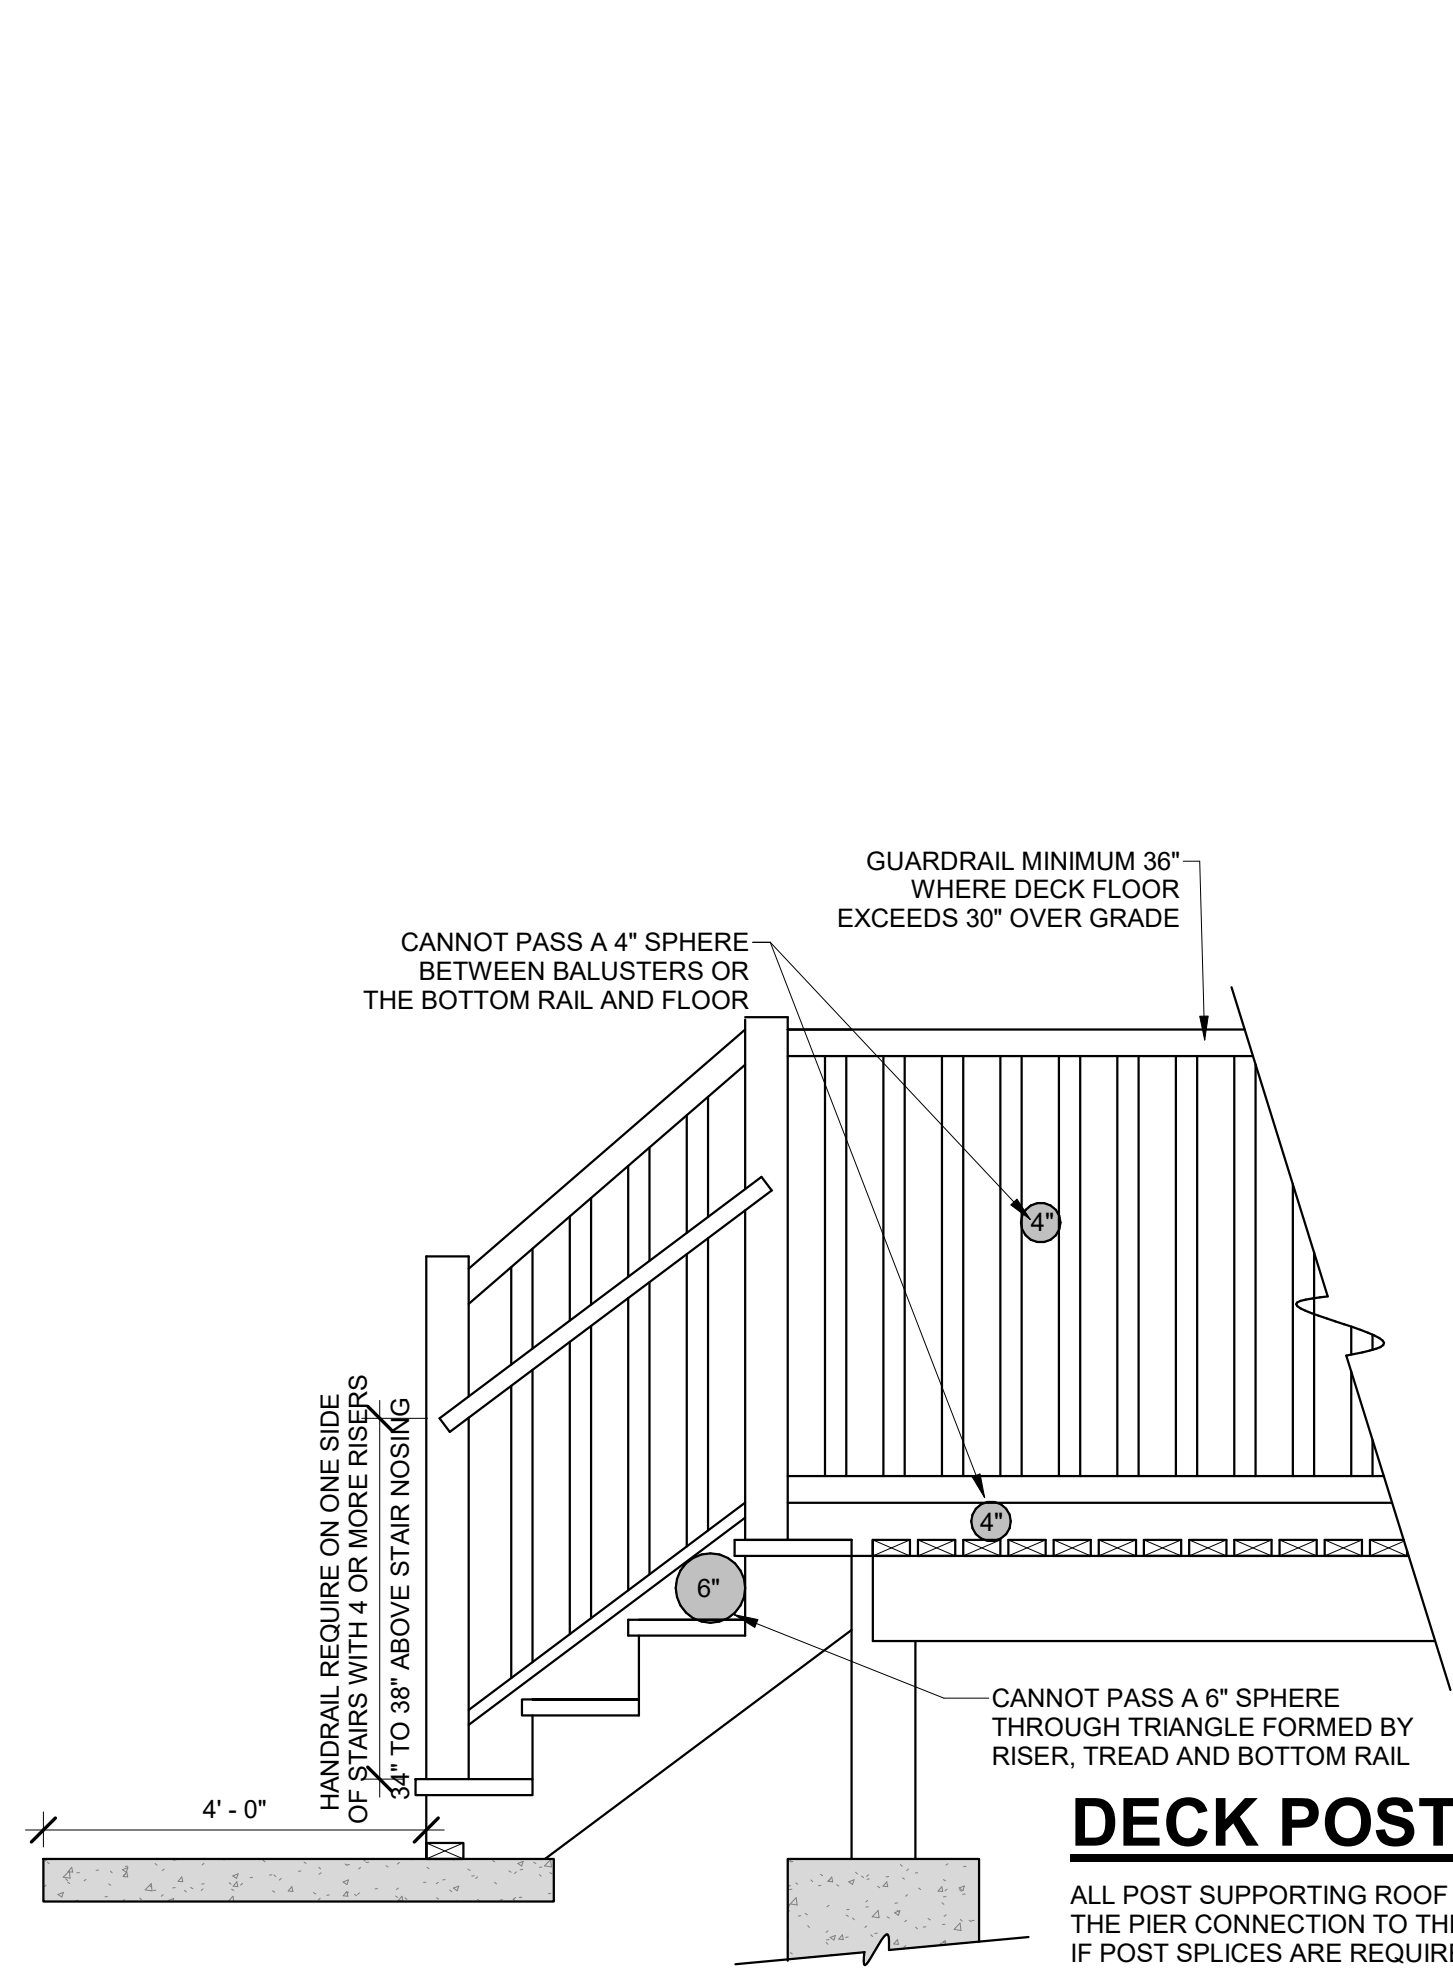 GUARDRAIL MINIMUM 36"
WHERE DECK FLOOR
EXCEEDS 30" OVER GRADE
CANNOT PASS A 4" SPHERE
BETWEEN BALUSTERS OR
THE BOTTOM RAIL AND FLOOR
4"
4"
6"
HANDRAIL REQUIRE ON ONE SIDE
OF STAIRS WITH 4 OR MORE RISERS
34" TO 38" ABOVE STAIR NOSING
CANNOT PASS A 6" SPHERE
THROUGH TRIANGLE FORMED BY
RISER, TREAD AND BOTTOM RAIL
4' - 0"
DECK POST
ALL POST SUPPORTING ROOF
THE PIER CONNECTION TO
IF POST SPLICES ARE